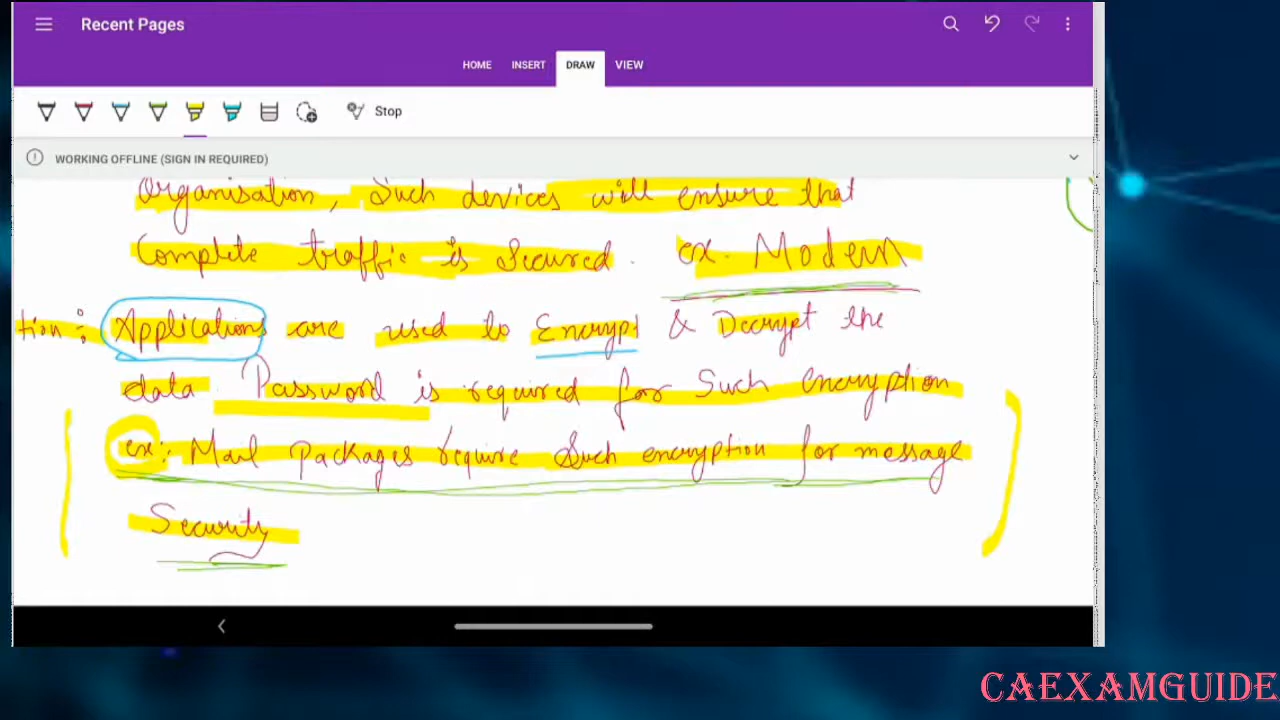 Recent Pages
HOME INSERT DRAW VIEW
Stop
WORKING OFFLINE (SIGN IN REQUIRED)
Organisation, Such devices will ensure that
Complete traffic is Secured. ex. Modem
tion: Applications are used to Encrypt & Decrypt the
data. Password is required for Such encryption
ex: Mail Packages require Such encryption for message
Security
CAEXAMGUIDE